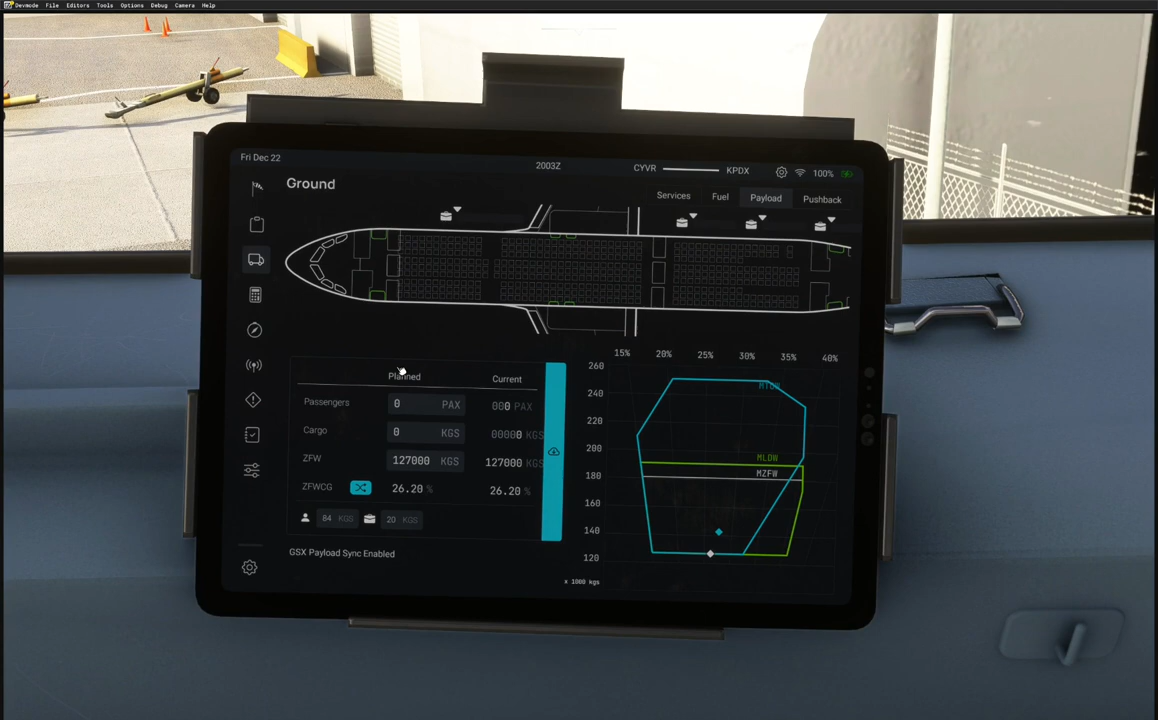 Devmode File Editors Tools Options Debug Camera Help
Fri Dec 22 2003Z CYVR KPDX 100%
Ground
Services Fuel Payload Pushback
Planned Current
Passengers 0 PAX 000 PAX
Cargo 0 KGS 00000 KGS
ZFW 127000 KGS 127000 KGS
ZFWCG 26.20 % 26.20 %
84 KGS 20 KGS
GSX Payload Sync Enabled
15% 20% 25% 30% 35% 40%
260
240
220
200
180
160
140
120
MTOW
MLDW
MZFW
x 1000 kgs